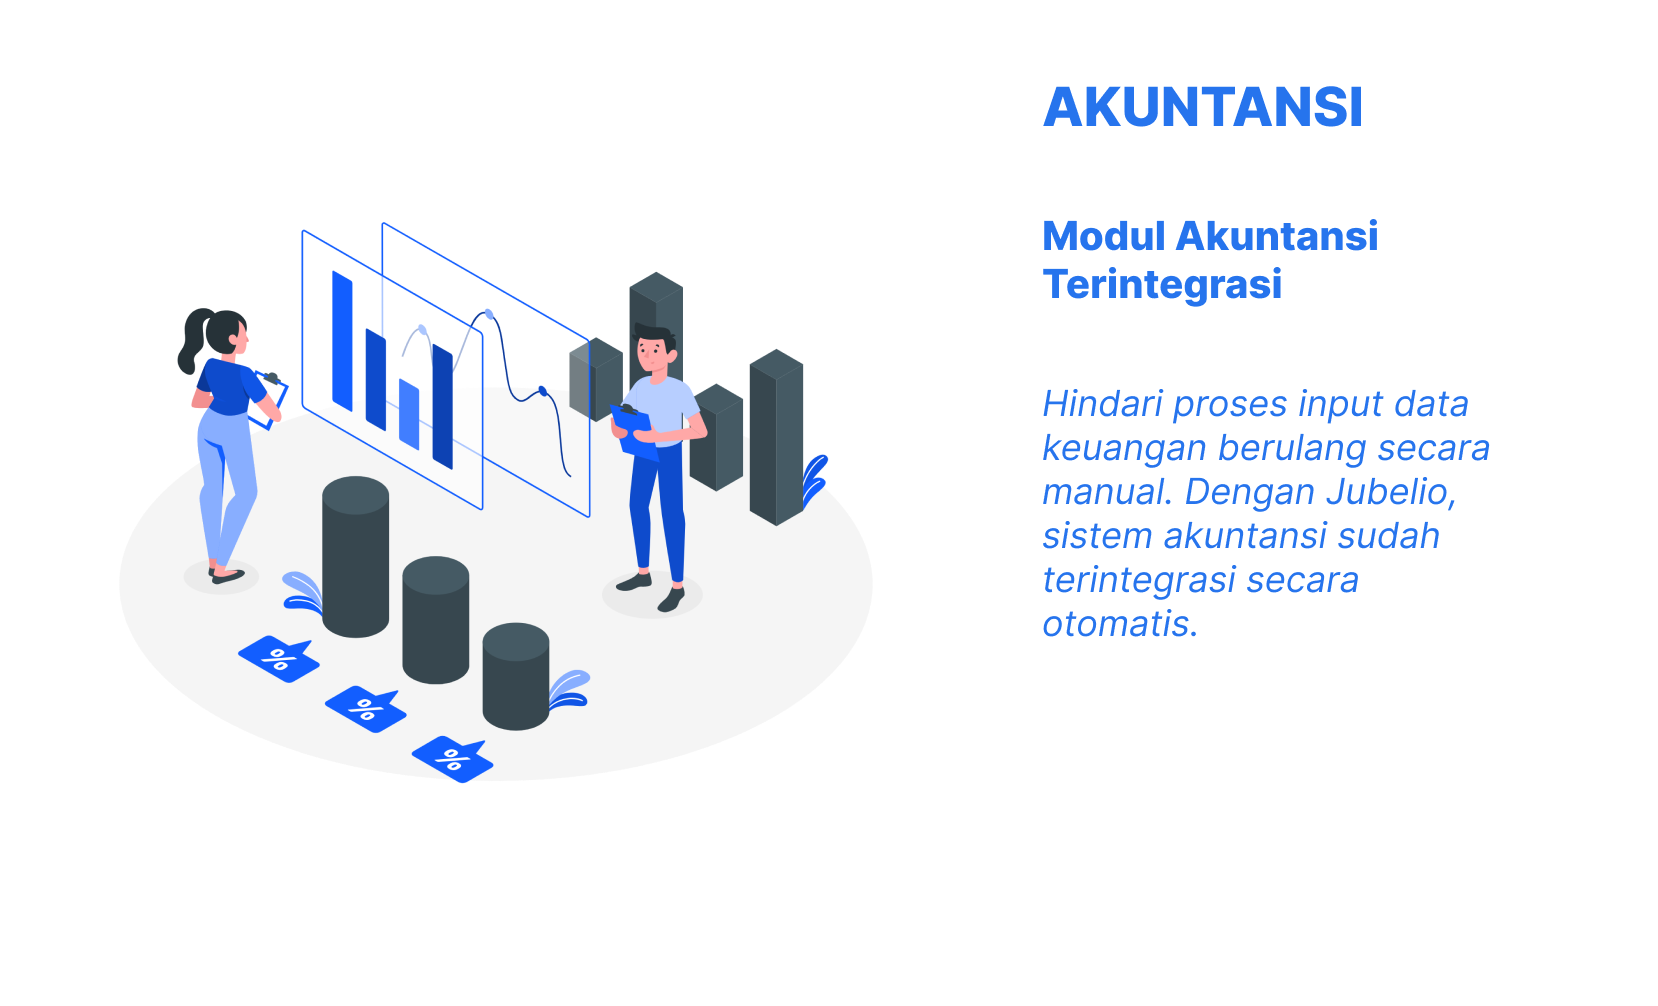 AKUNTANSI
Modul Akuntansi
Terintegrasi
Hindari proses input data
keuangan berulang secara
manual. Dengan Jubelio,
sistem akuntansi sudah
terintegrasi secara
otomatis.
%
%
%